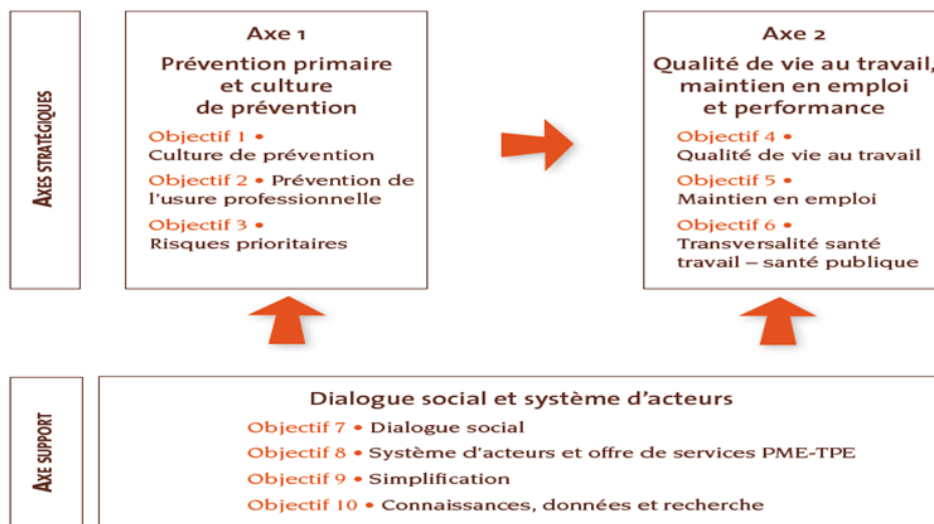 AXES STRATÉGIQUES
Axe 1
Prévention primaire
et culture
de prévention
Objectif 1 •
Culture de prévention
Objectif 2 • Prévention de
l'usure professionnelle
Objectif 3 •
Risques prioritaires
Axe 2
Qualité de vie au travail,
maintien en emploi
et performance
Objectif 4 •
Qualité de vie au travail
Objectif 5 •
Maintien en emploi
Objectif 6 •
Transversalité santé
travail – santé publique
AXE SUPPORT
Dialogue social et système d'acteurs
Objectif 7 • Dialogue social
Objectif 8 • Système d'acteurs et offre de services PME-TPE
Objectif 9 • Simplification
Objectif 10 • Connaissances, données et recherche